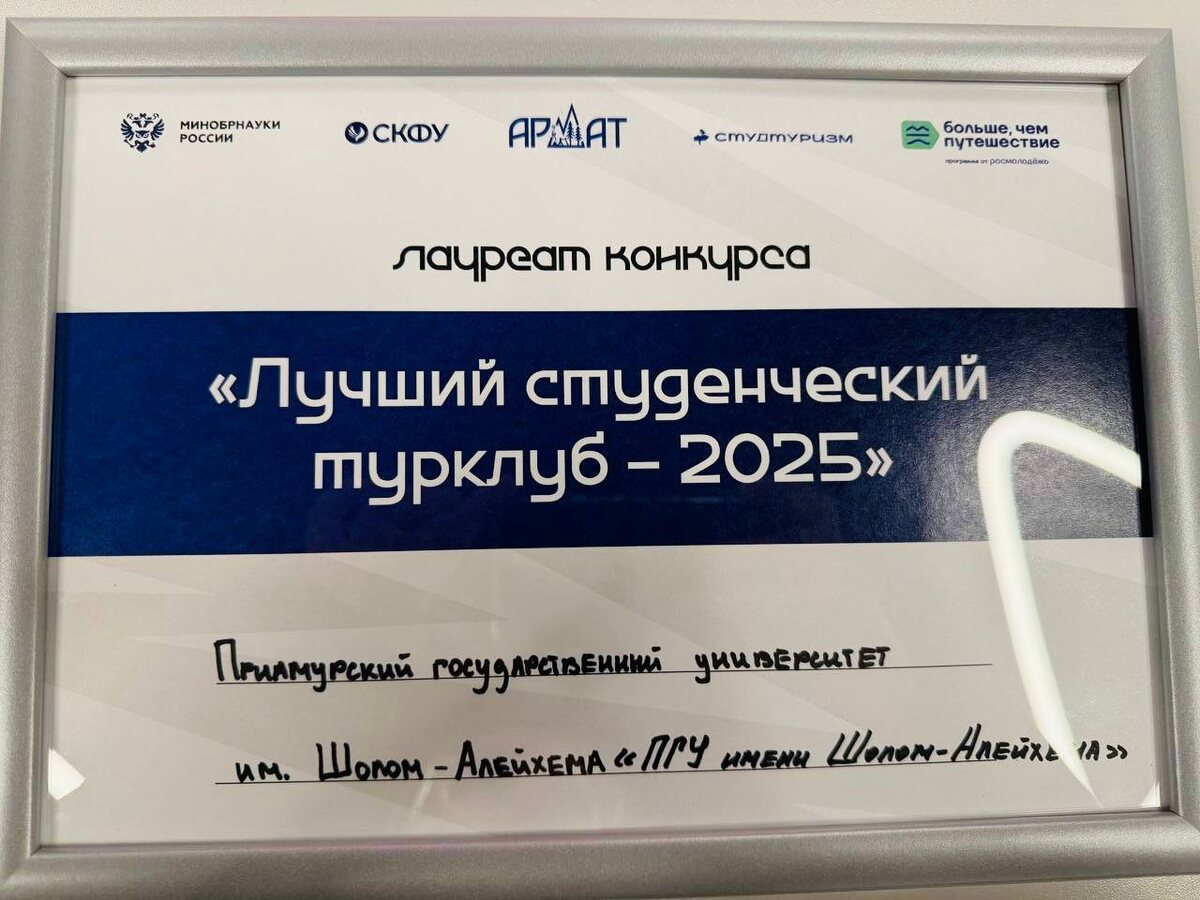 МИНОБРНАУКИ
РОССИИ
СКФУ
АРМАТ
студтуризм
больше, чем
путешествие
программа от росмолодёжь
лауреат конкурса
«Лучший студенческий
турклуб – 2025»
Приамурский государственный университет
им. Шолом-Алейхема «ПГУ имени Шолом-Алейхема»